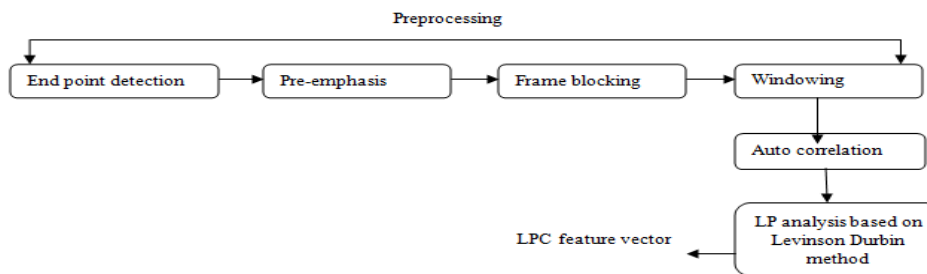 Preprocessing
End point detection
Pre-emphasis
Frame blocking
Windowing
Auto correlation
LP analysis based on
Levinson Durbin
method
LPC feature vector